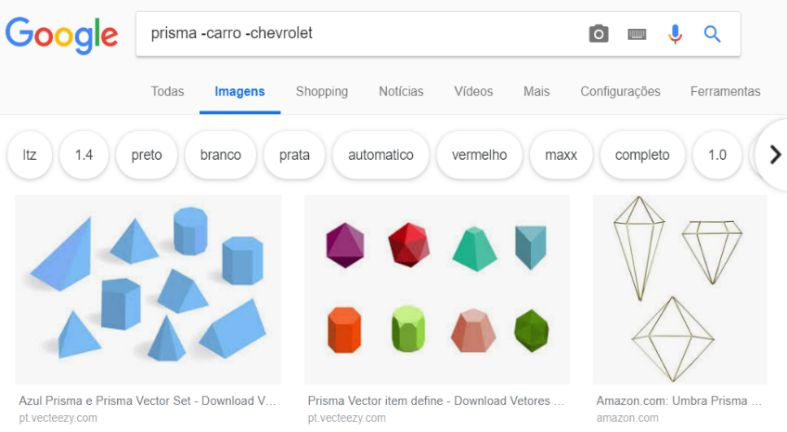 Google
prisma -carro -chevrolet
Todas Imagens Shopping Notícias Vídeos Mais Configurações Ferramentas
ltz 1.4 preto branco prata automatico vermelho maxx completo 1.0
Azul Prisma e Prisma Vector Set - Download V... Prisma Vector item define - Download Vetores ... Amazon.com: Umbra Prisma ...
pt.vecteezy.com pt.vecteezy.com amazon.com